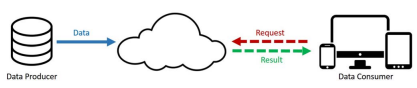 Data
Request
Result
Data Producer
Data Consumer